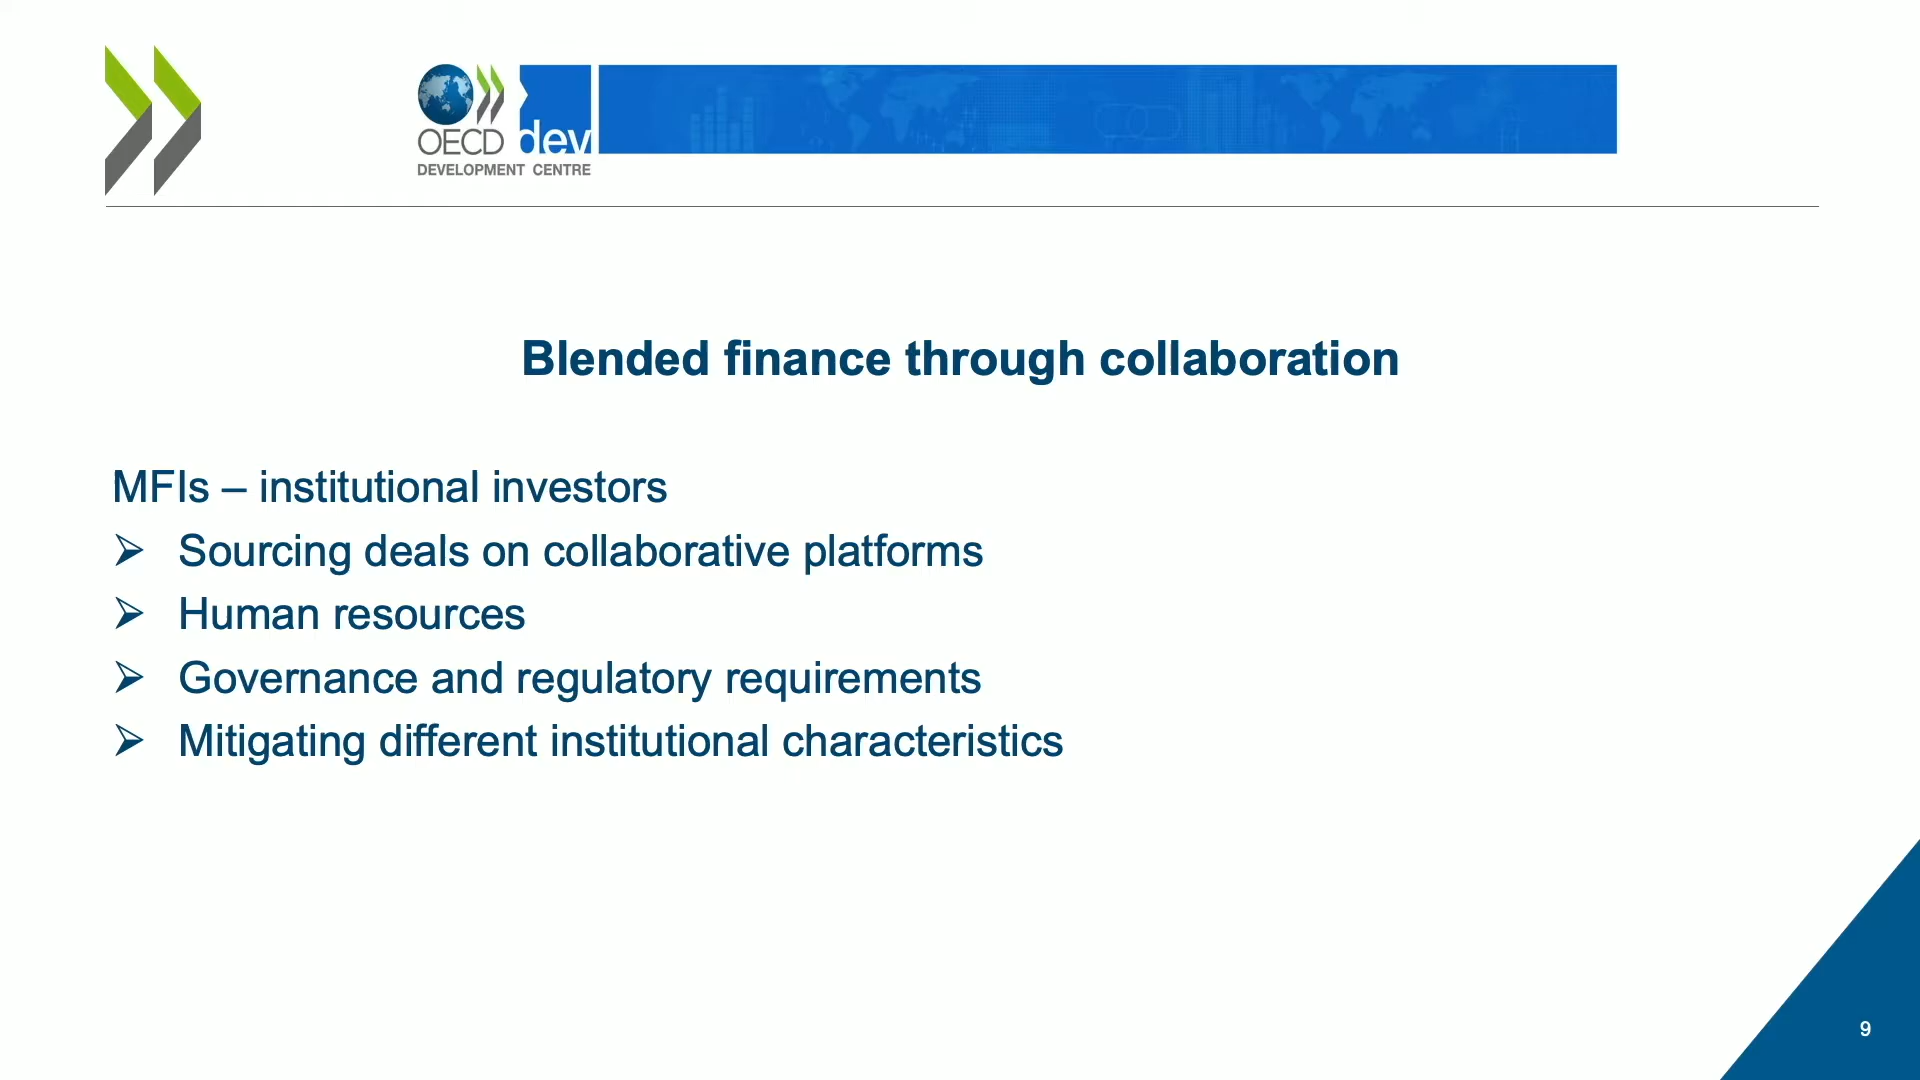 OECD dev
DEVELOPMENT CENTRE
Blended finance through collaboration
MFIs – institutional investors
➢ Sourcing deals on collaborative platforms
➢ Human resources
➢ Governance and regulatory requirements
➢ Mitigating different institutional characteristics
9